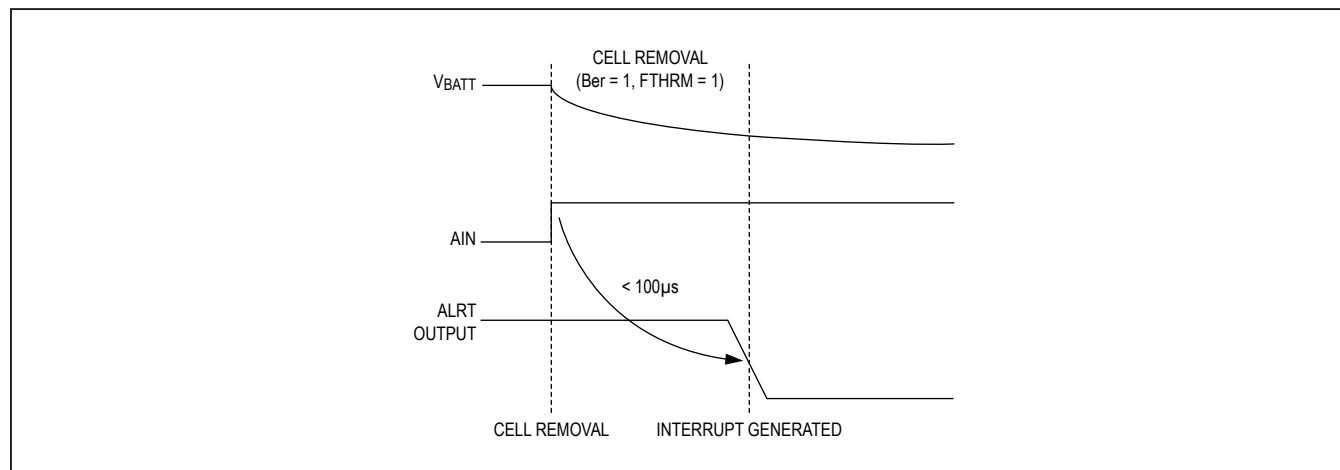 CELL REMOVAL
(Ber = 1, FTHRM = 1)
VBATT
AIN
< 100µs
ALRT
OUTPUT
CELL REMOVAL
INTERRUPT GENERATED